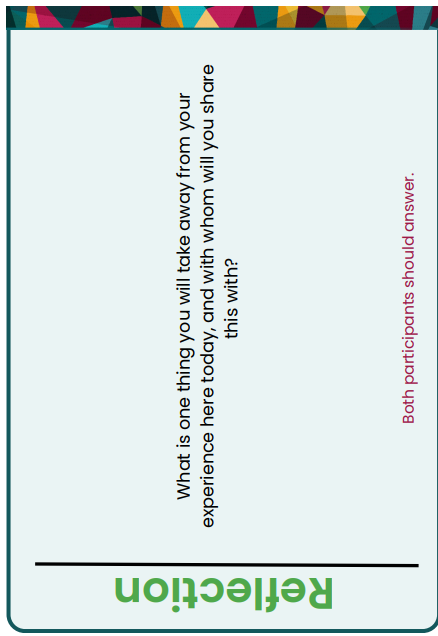 Reflection
What is one thing you will take away from your
experience here today, and with whom will you share
this with?
Both participants should answer.